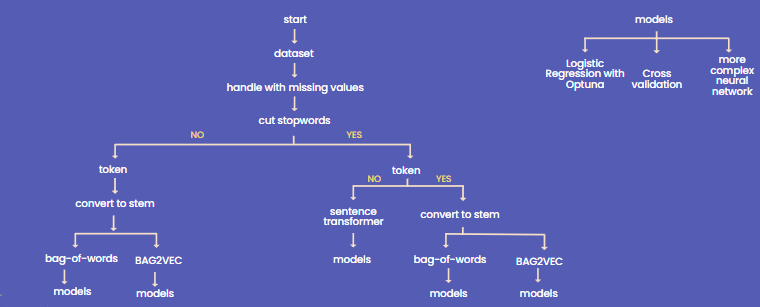 start
models
dataset
handle with missing values
cut stopwords
Logistic
Regression with
Optuna
Cross
validation
more
complex
neural
network
NO
YES
token
convert to stem
bag-of-words
BAG2VEC
models
models
token
NO
YES
sentence
transformer
models
convert to stem
bag-of-words
BAG2VEC
models
models